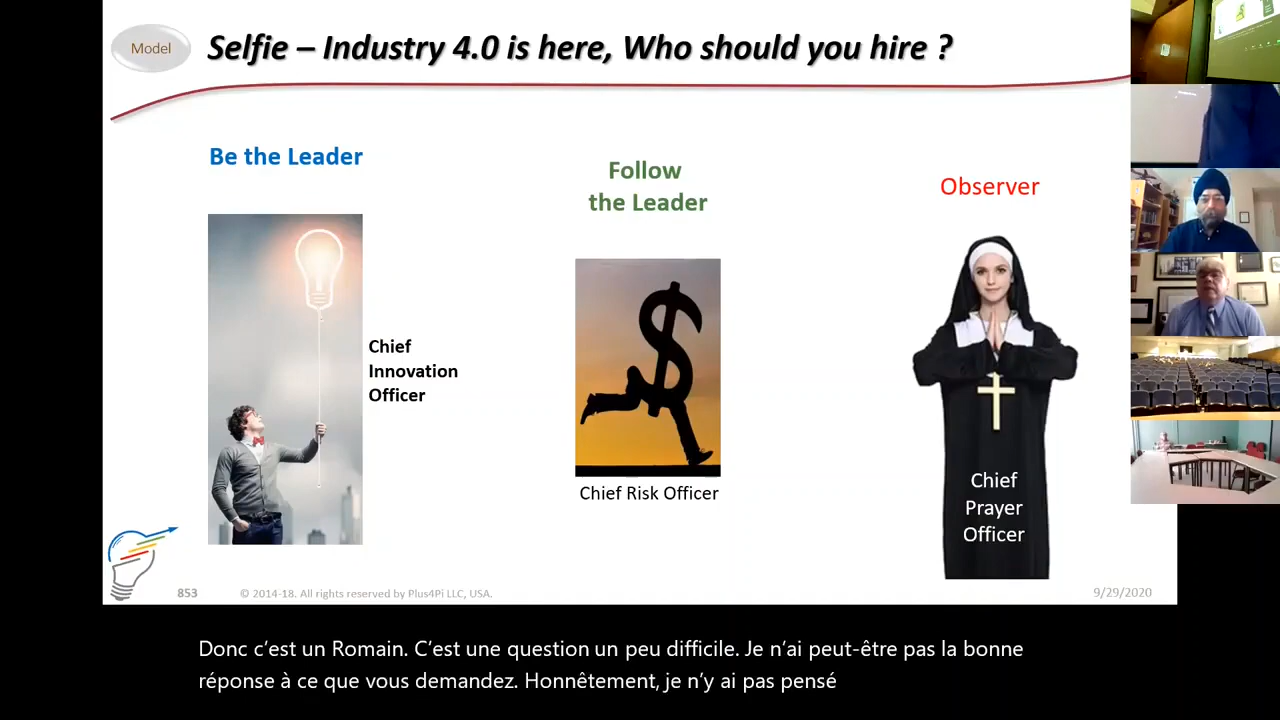 Model
Selfie – Industry 4.0 is here, Who should you hire ?
Be the Leader
Follow
the Leader
Observer
Chief
Innovation
Officer
Chief Risk Officer
Chief
Prayer
Officer
853
© 2014-18. All rights reserved by Plus4Pi LLC, USA.
9/29/2020
Donc c'est un Romain. C'est une question un peu difficile. Je n'ai peut-être pas la bonne
réponse à ce que vous demandez. Honnêtement, je n'y ai pas pensé